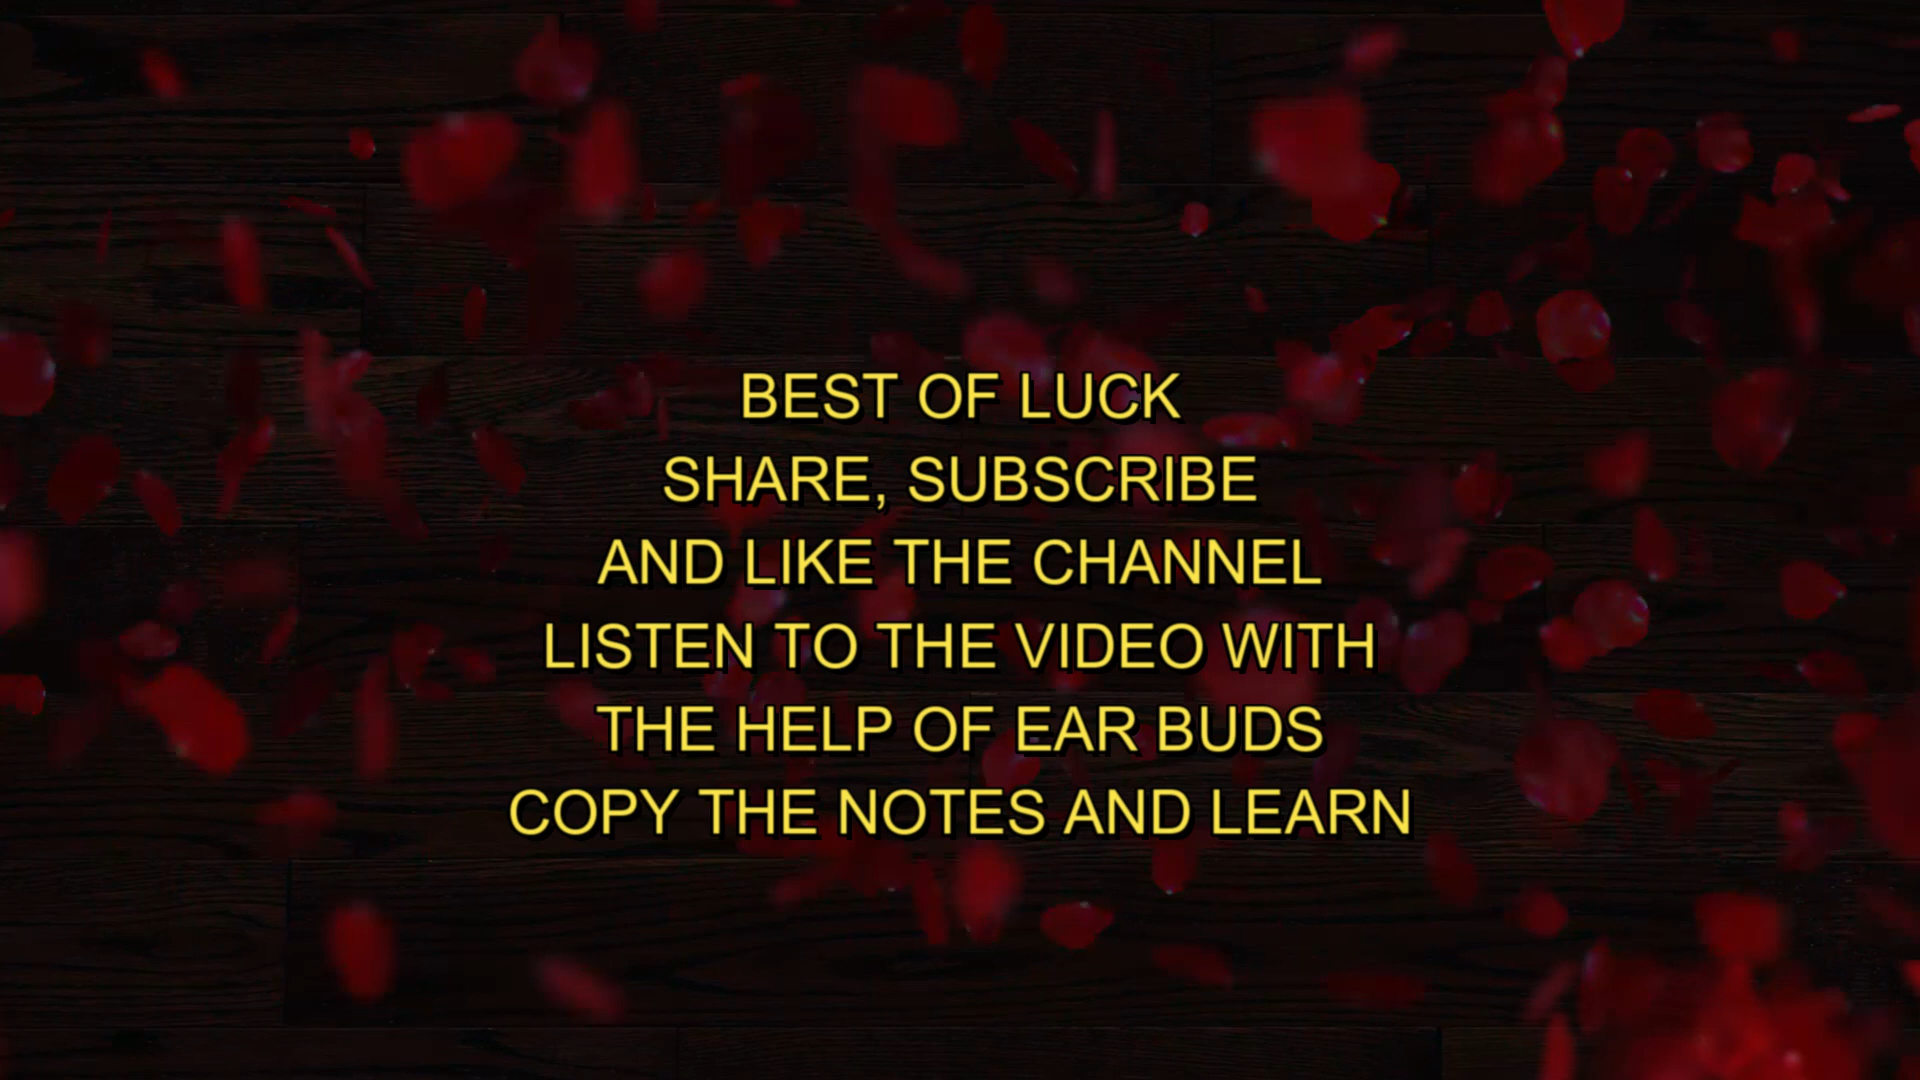 BEST OF LUCK
SHARE, SUBSCRIBE
AND LIKE THE CHANNEL
LISTEN TO THE VIDEO WITH
THE HELP OF EAR BUDS
COPY THE NOTES AND LEARN